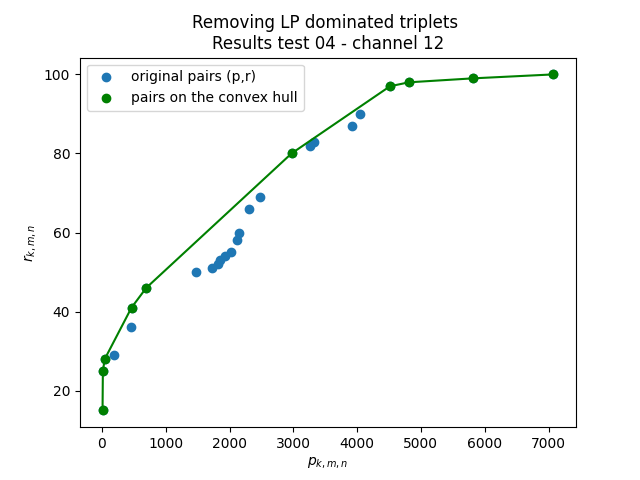 Removing LP dominated triplets
Results test 04 - channel 12
original pairs (p,r)
pairs on the convex hull
100
80
60
40
20
r_{k,m,n}
0 1000 2000 3000 4000 5000 6000 7000
p_{k,m,n}